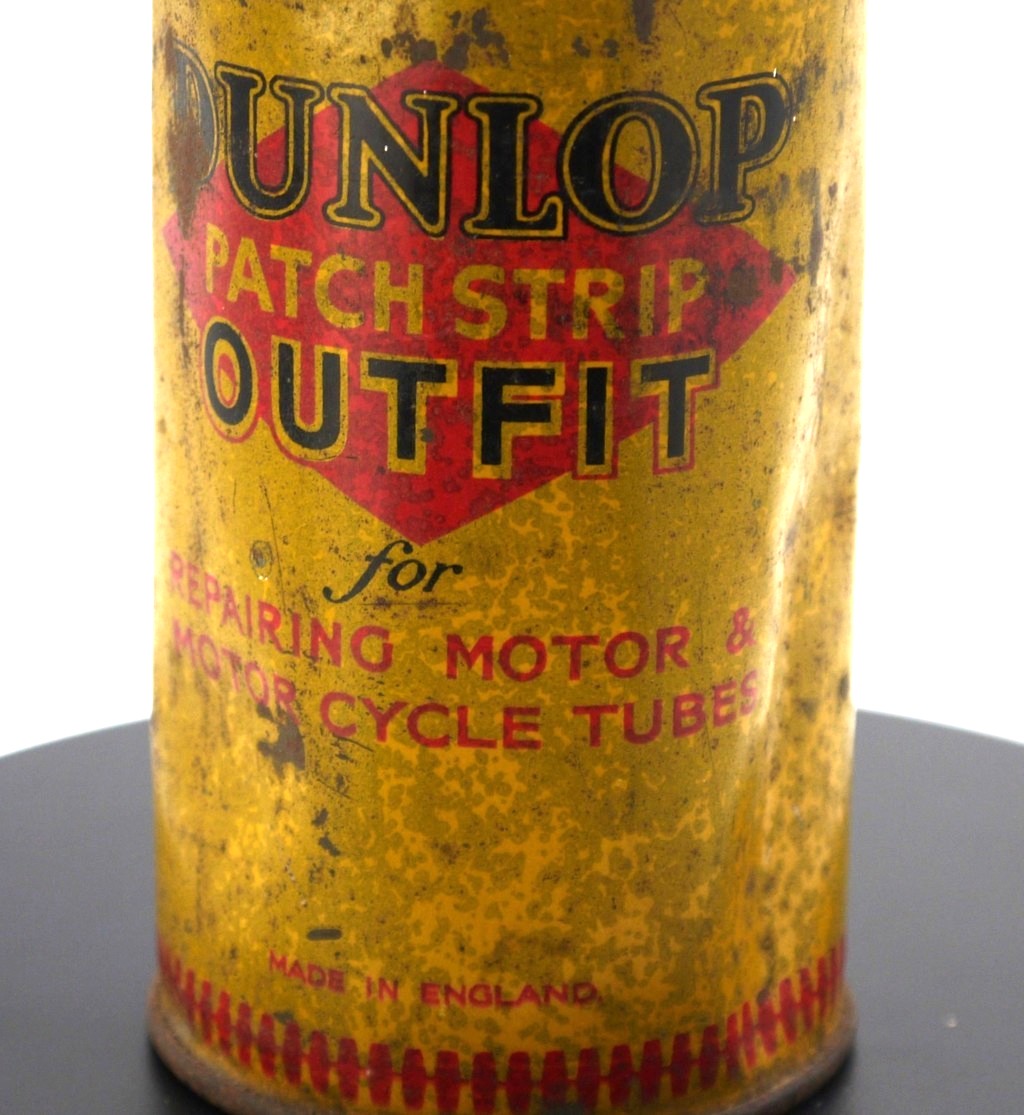 DUNLOP
PATCH STRIP
OUTFIT
for
REPAIRING MOTOR &
MOTOR CYCLE TUBES
MADE IN ENGLAND.